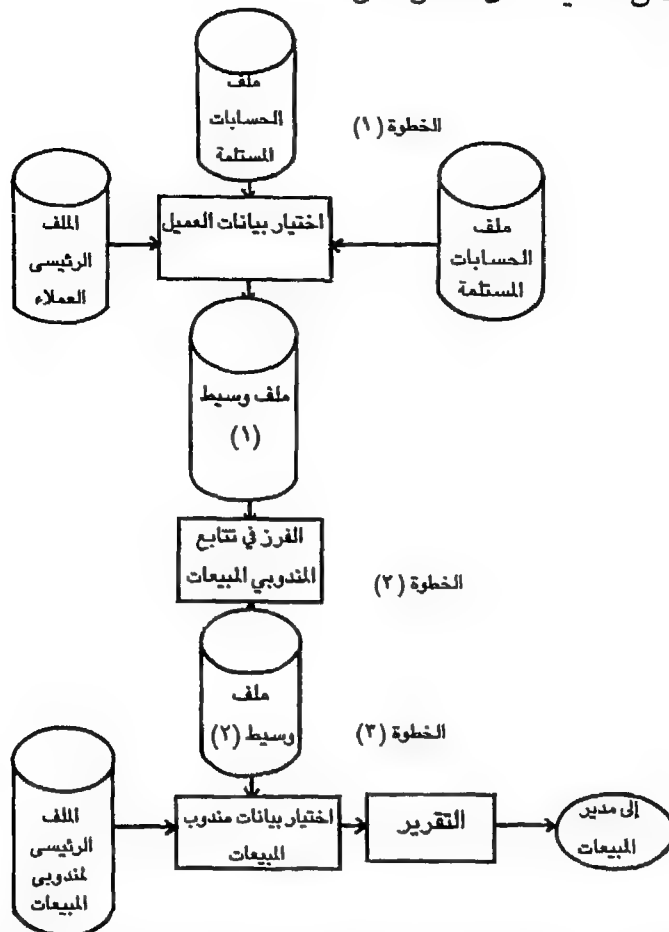 ملف
الحسابات
المستلمة
الخطوة (١)
الملف
الرئيسى
العملاء
اختيار بيانات العميل
ملف
الحسابات
المستلمة
ملف وسيط
(١)
الفرز في تتابع
المندوبي المبيعات
الخطوة (٢)
ملف
وسيط (٢)
الخطوة (٣)
الملف
الرئيسى
لمندوبى
المبيعات
اختيار بيانات مندوب
المبيعات
التقرير
إلى مدير
المبيعات